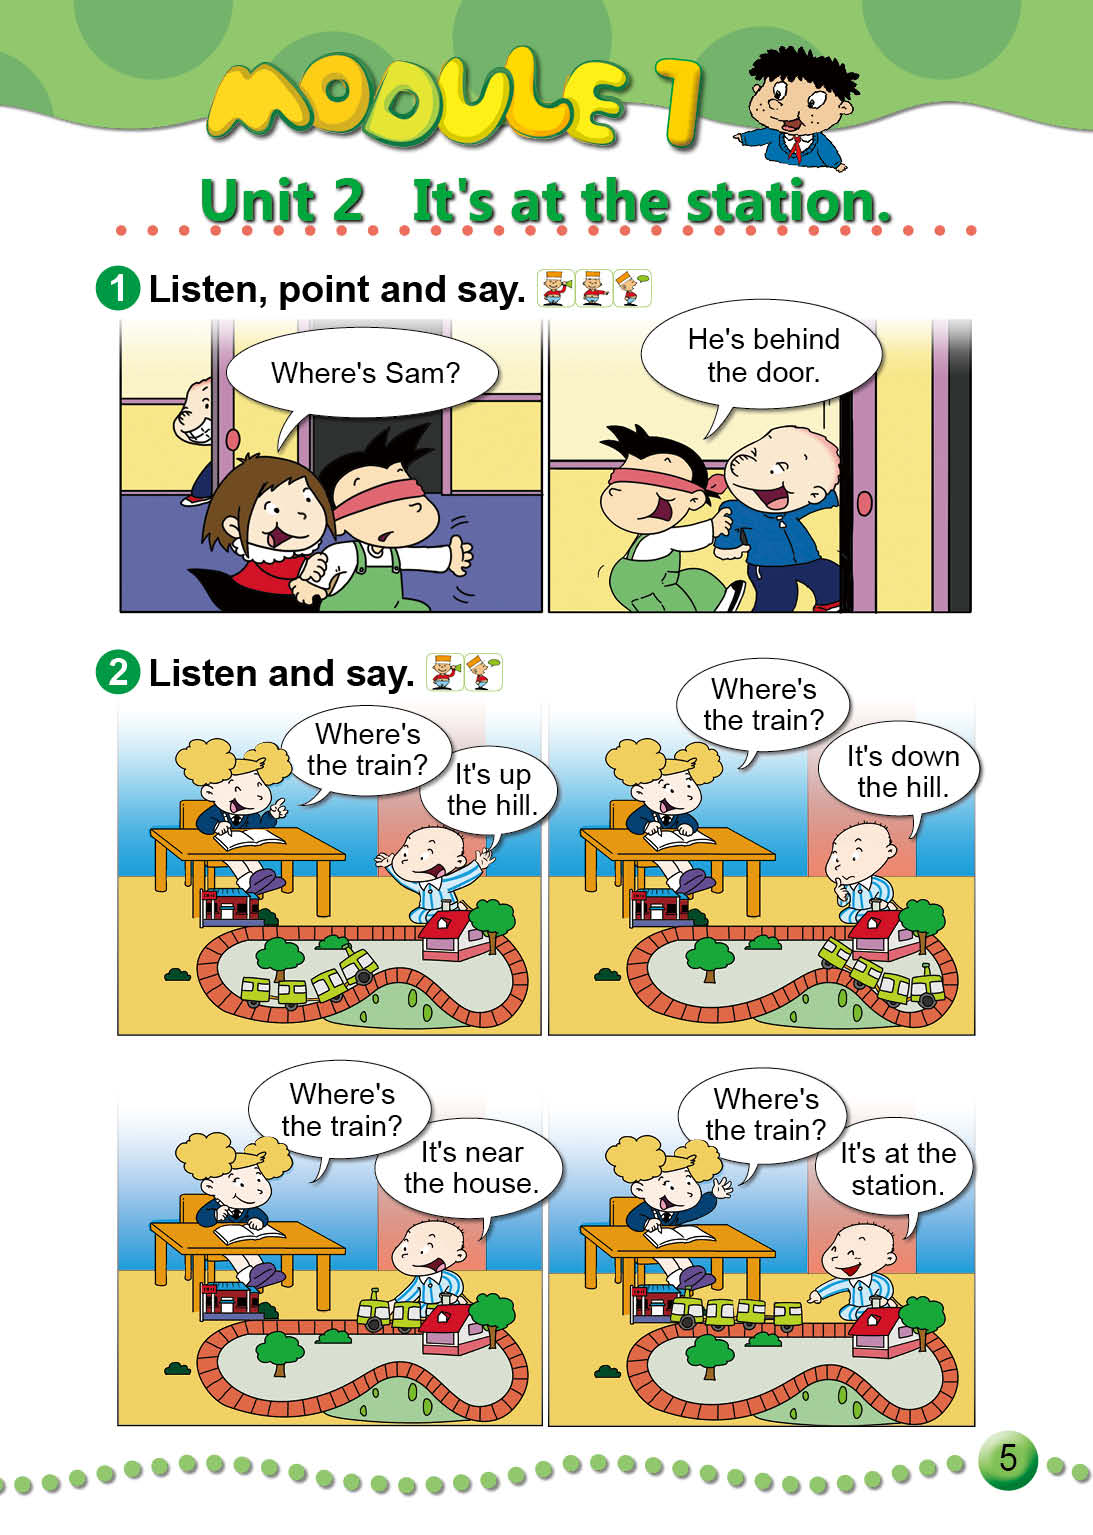 MODULE 1
Unit 2 It's at the station.
1 Listen, point and say.
Where's Sam?
He's behind
the door.
2 Listen and say.
Where's
the train?
It's up
the hill.
Where's
the train?
It's down
the hill.
Where's
the train?
It's near
the house.
Where's
the train?
It's at the
station.
5